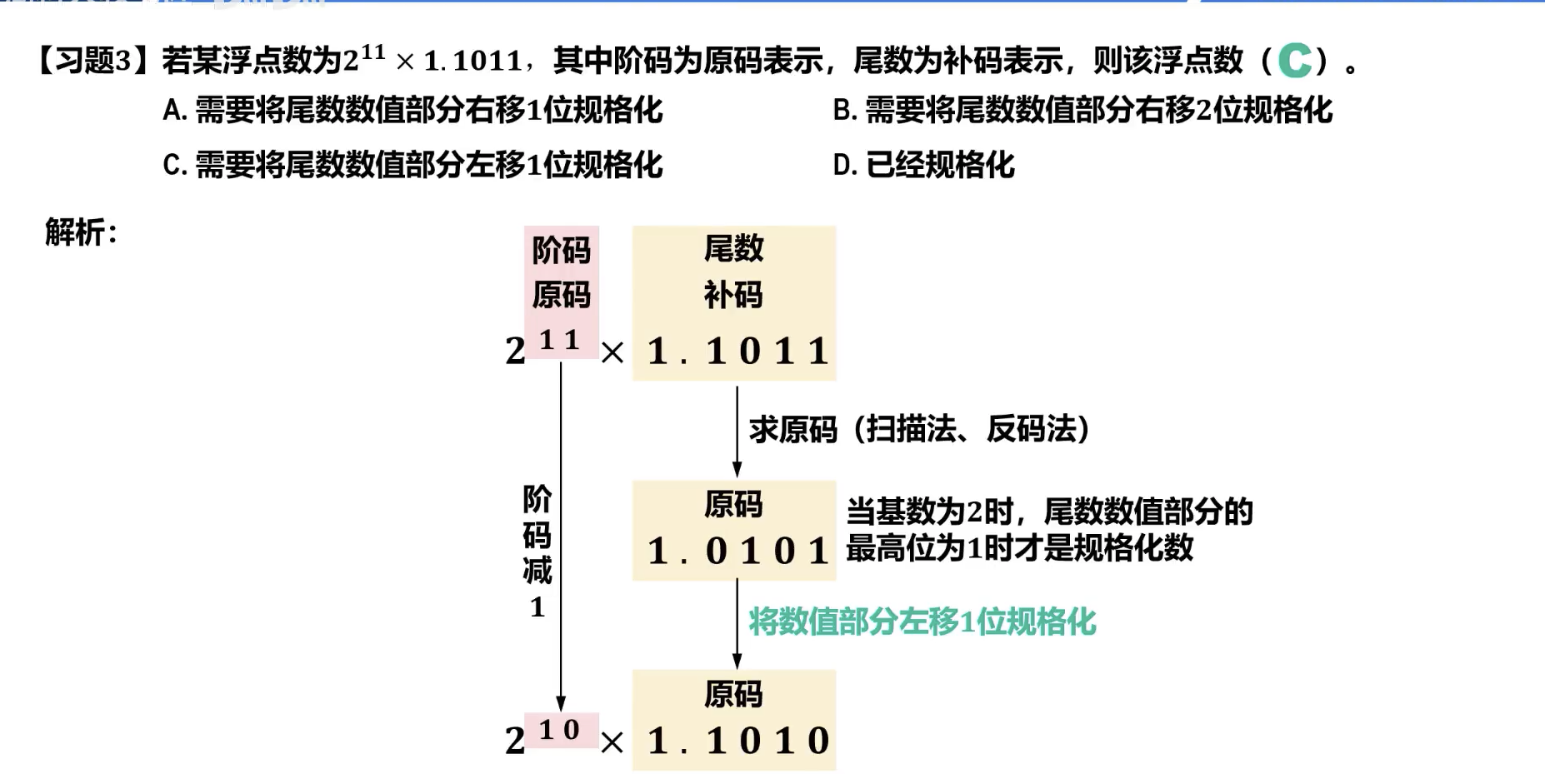 【习题3】若某浮点数为2¹¹ × 1.1011，其中阶码为原码表示，尾数为补码表示，则该浮点数（C）。
A. 需要将尾数数值部分右移1位规格化 B. 需要将尾数数值部分右移2位规格化
C. 需要将尾数数值部分左移1位规格化 D. 已经规格化
解析：
阶码 尾数
原码 补码
2¹¹ × 1.1011
求原码（扫描法、反码法）
阶码减1
原码
1.0101
当基数为2时，尾数数值部分的
最高位为1时才是规格化数
将数值部分左移1位规格化
原码
2¹⁰ × 1.1010